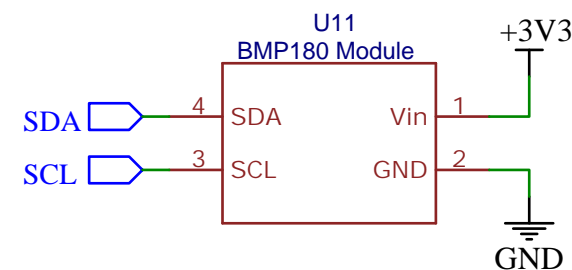 U11
BMP180 Module
+3V3
SDA 4 SDA Vin 1
SCL 3 SCL GND 2
GND